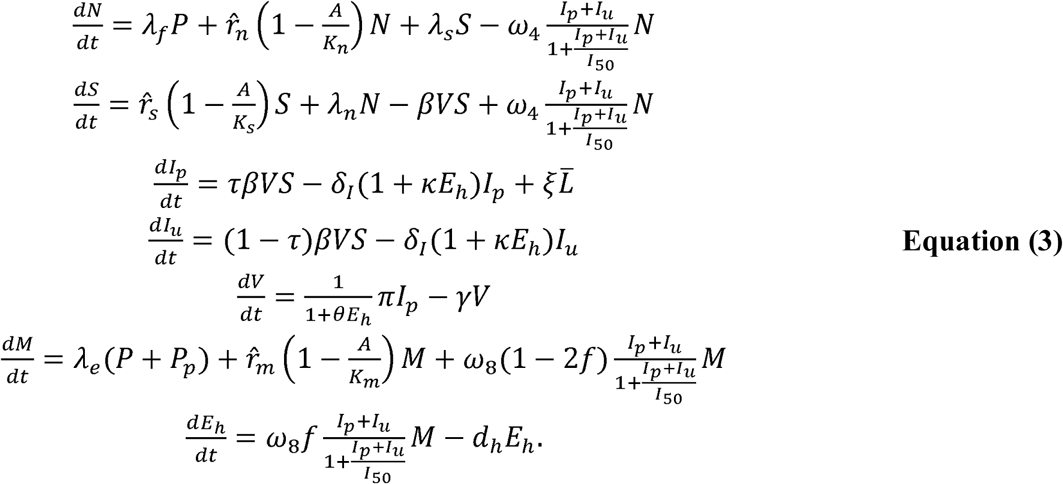 dN/dt = λ_f P + r̂_n (1 − A/K_n) N + λ_s S − ω_4 (I_p+I_u)/(1+(I_p+I_u)/I_50) N
dS/dt = r̂_s (1 − A/K_s) S + λ_n N − βVS + ω_4 (I_p+I_u)/(1+(I_p+I_u)/I_50) N
dI_p/dt = τβVS − δ_I(1 + κE_h)I_p + ξL̄
dI_u/dt = (1 − τ)βVS − δ_I(1 + κE_h)I_u Equation (3)
dV/dt = 1/(1+θE_h) πI_p − γV
dM/dt = λ_e(P + P_p) + r̂_m (1 − A/K_m) M + ω_8(1 − 2f) (I_p+I_u)/(1+(I_p+I_u)/I_50) M
dE_h/dt = ω_8 f (I_p+I_u)/(1+(I_p+I_u)/I_50) M − d_h E_h.